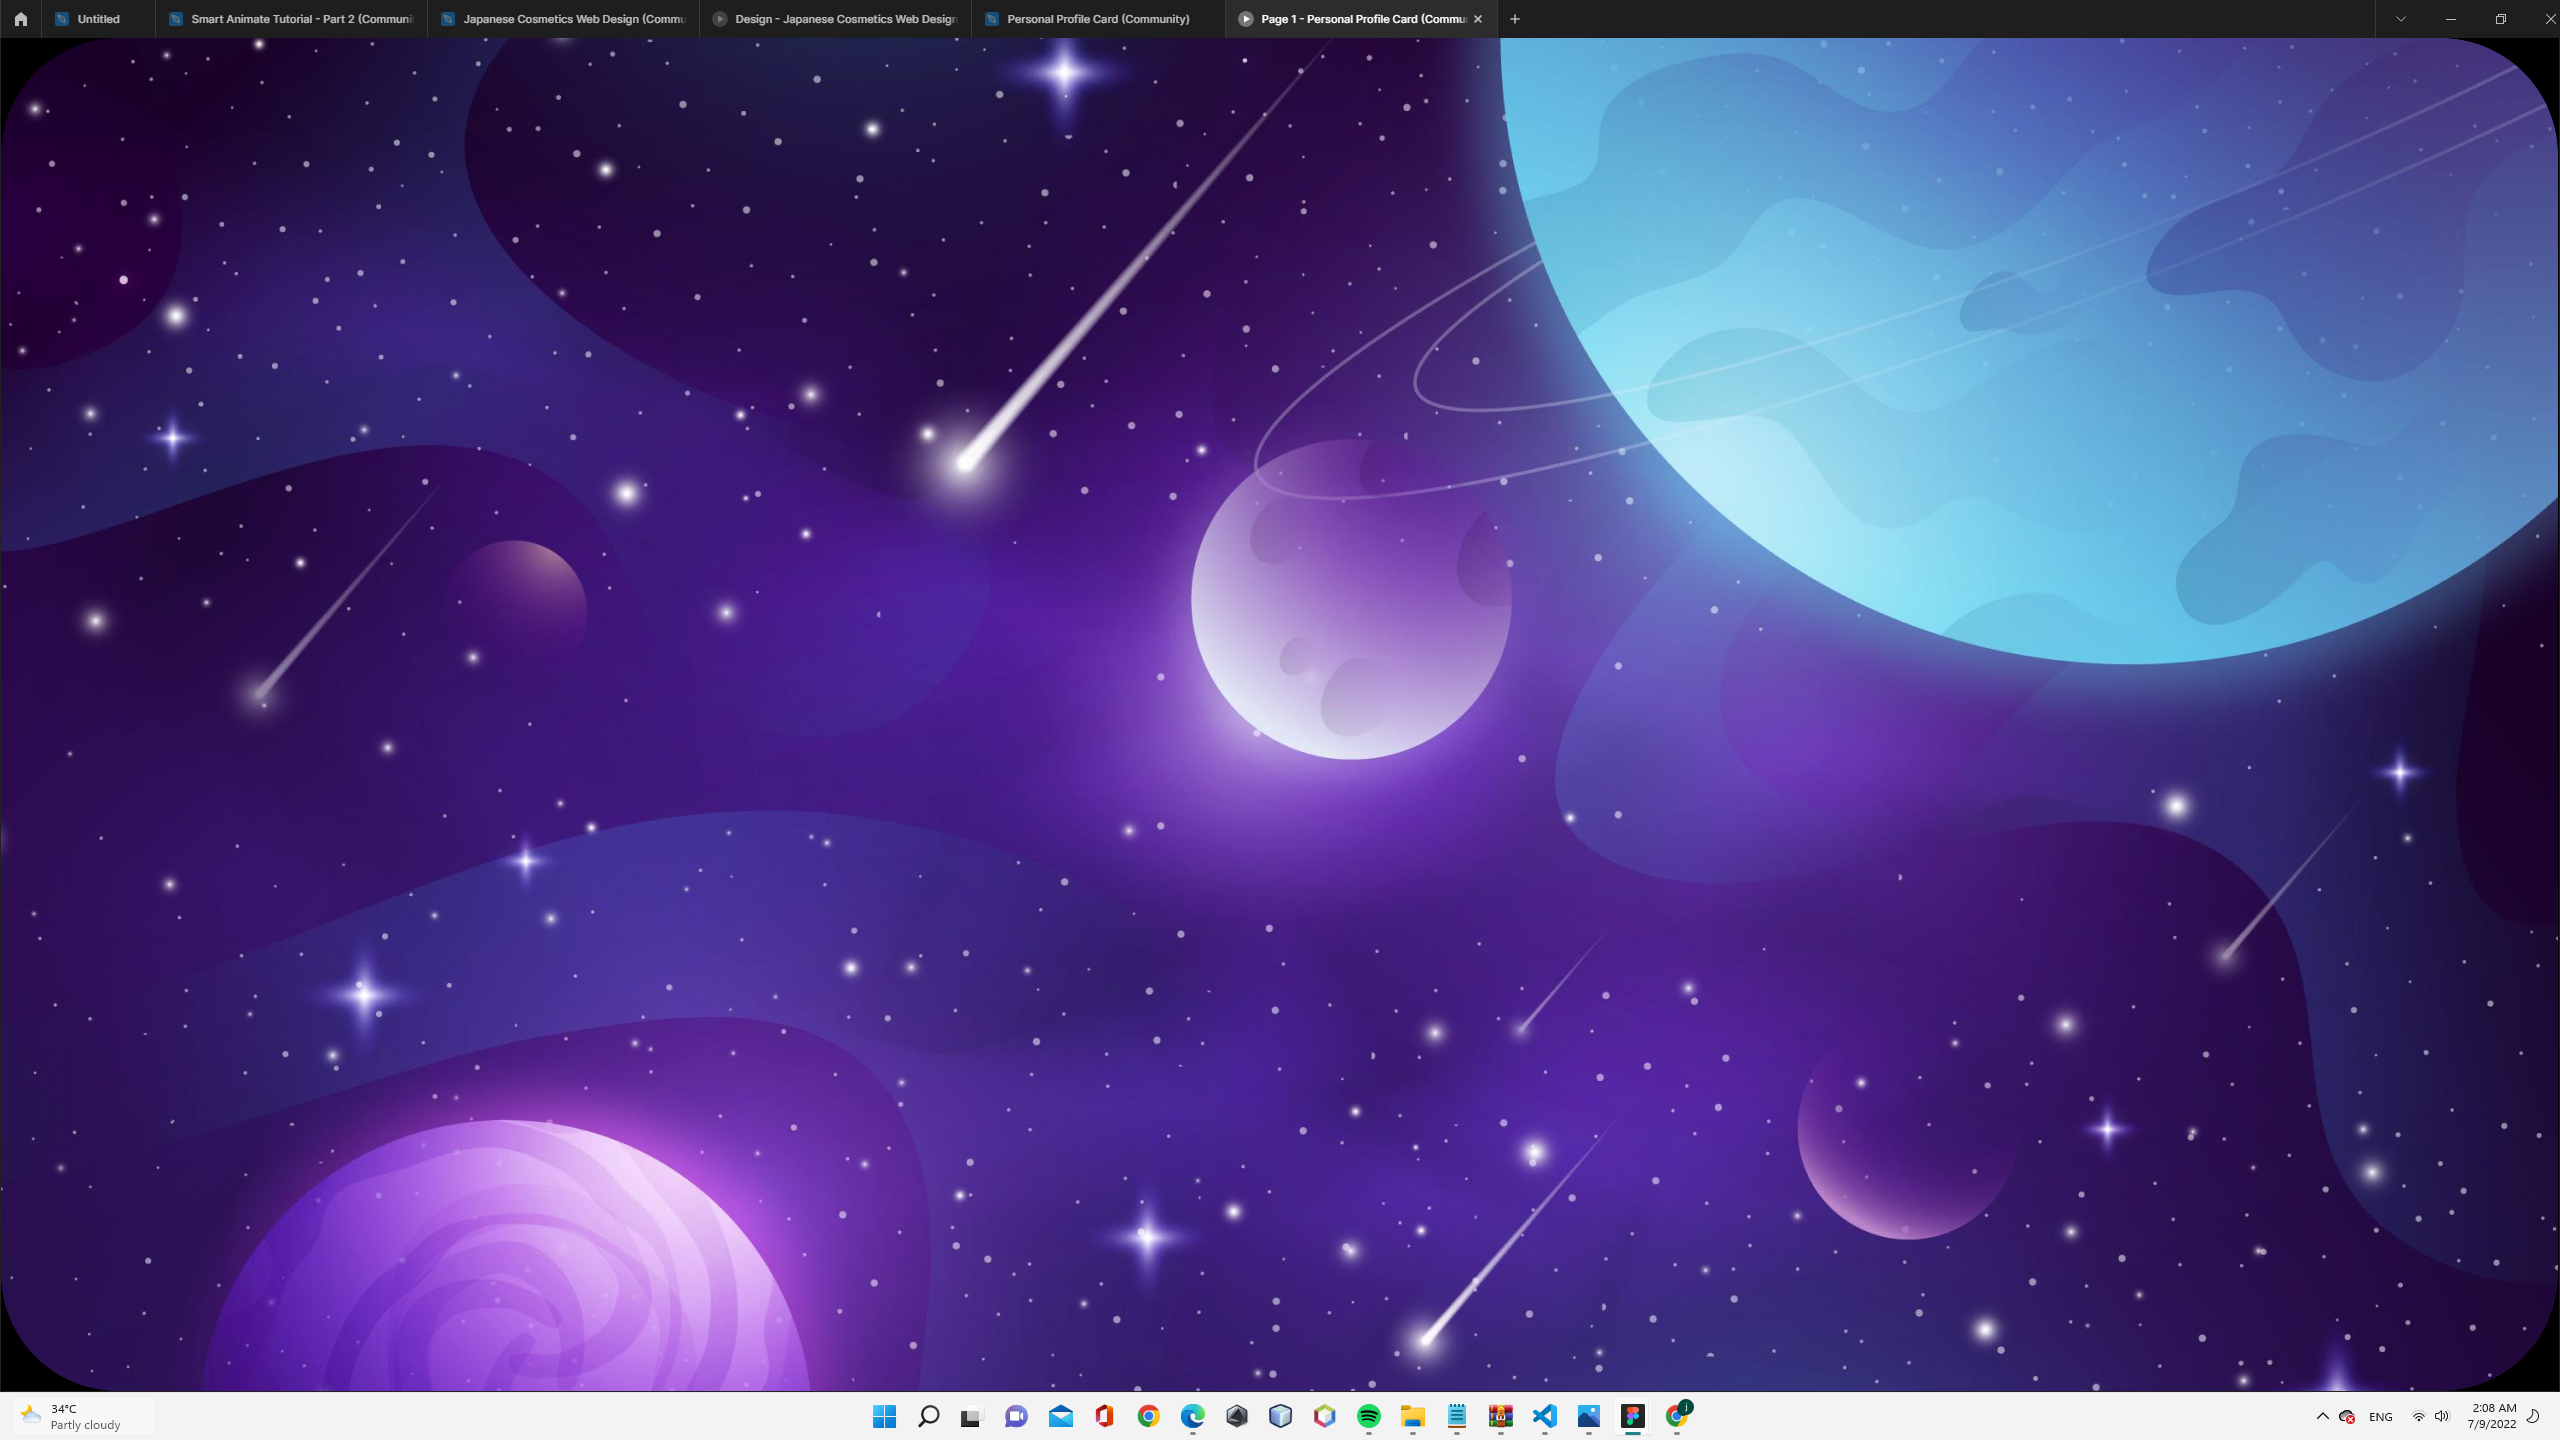 Untitled
Smart Animate Tutorial - Part 2 (Communi
Japanese Cosmetics Web Design (Commu
Design - Japanese Cosmetics Web Design
Personal Profile Card (Community)
Page 1 - Personal Profile Card (Commu
34°C
Partly cloudy
j
ENG
2:08 AM
7/9/2022